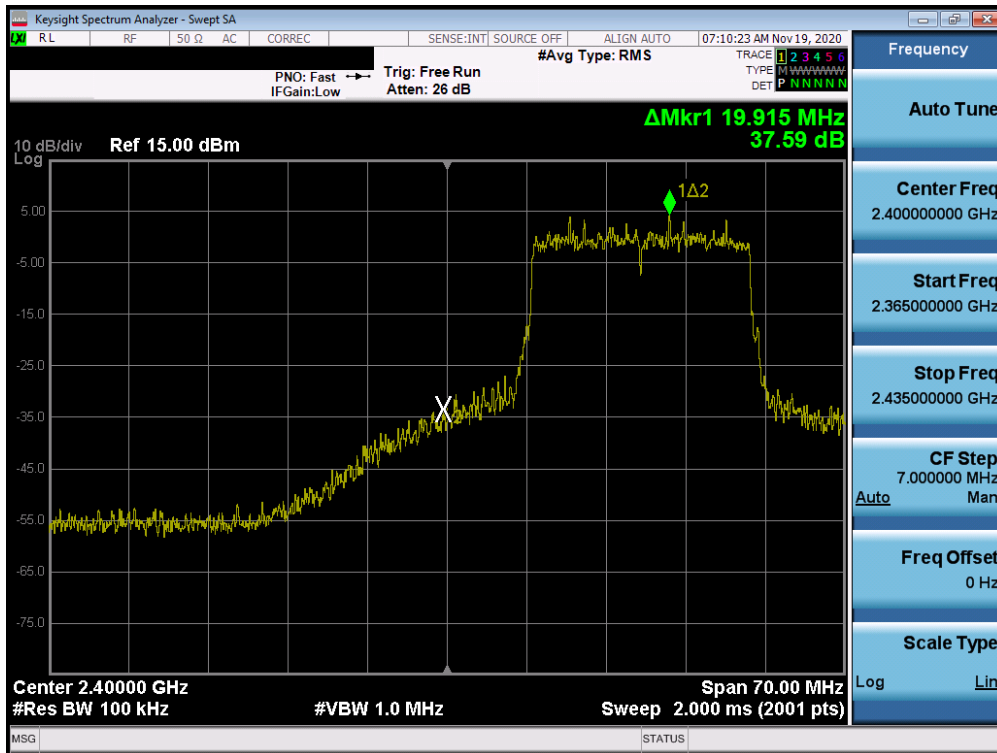 Keysight Spectrum Analyzer - Swept SA
LXI RL RF 50 Ω AC CORREC SENSE:INT SOURCE OFF ALIGN AUTO 07:10:23 AM Nov 19, 2020
#Avg Type: RMS
TRACE 1 2 3 4 5 6
PNO: Fast Trig: Free Run
TYPE M WWWWW
IFGain:Low Atten: 26 dB
DET P N N N N N
ΔMkr1 19.915 MHz
37.59 dB
10 dB/div Ref 15.00 dBm
Log
1Δ2
5.00
-5.00
-15.0
-25.0
-35.0
X
-45.0
-55.0
-65.0
-75.0
Center 2.40000 GHz Span 70.00 MHz
#Res BW 100 kHz #VBW 1.0 MHz Sweep 2.000 ms (2001 pts)
MSG STATUS
Frequency
Auto Tune
Center Freq
2.400000000 GHz
Start Freq
2.365000000 GHz
Stop Freq
2.435000000 GHz
CF Step
7.000000 MHz
Auto Man
Freq Offset
0 Hz
Scale Type
Log Lin